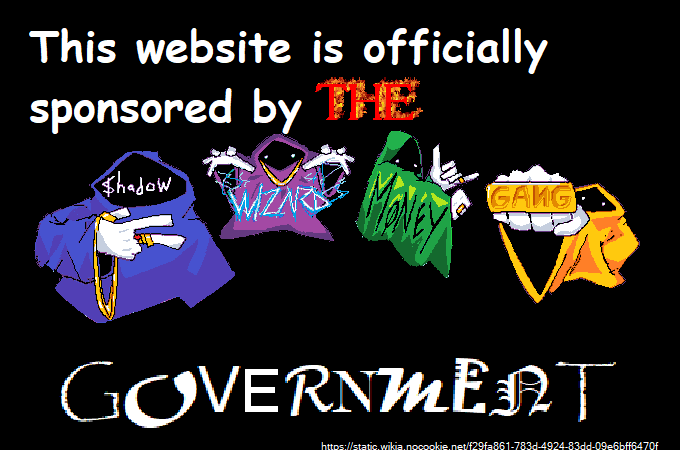 This website is officially
sponsored by THE
$hadow WIZARD MONEY GANG
GOVERNMENT
https://static.wikia.nocookie.net/f29fa861-783d-4924-83dd-09e6bff6470f